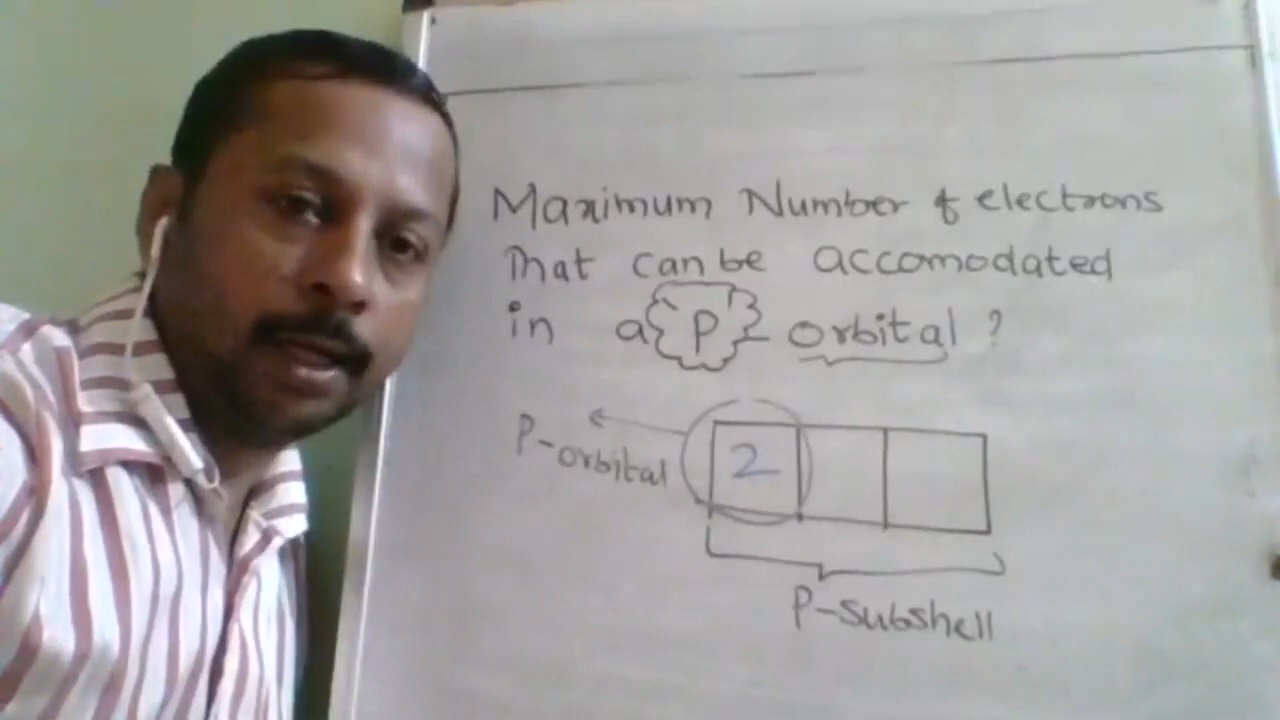 Maximum Number of electrons
That can be accomodated
in a P - orbital ?
P-orbital
2
P-subshell